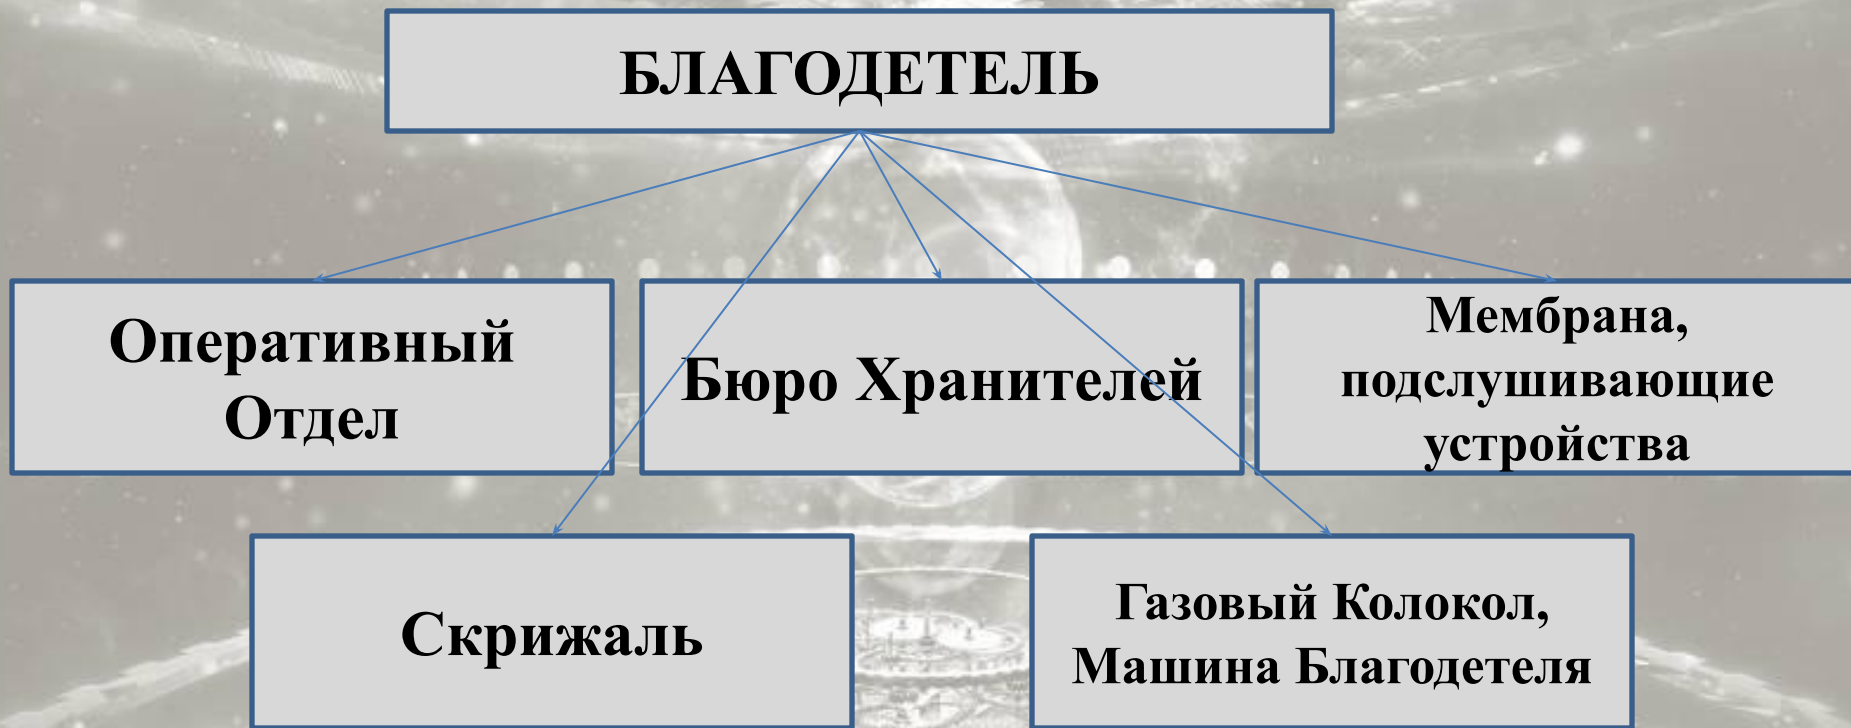 БЛАГОДЕТЕЛЬ
Оперативный
Отдел
Бюро Хранителей
Мембрана,
подслушивающие
устройства
Скрижаль
Газовый Колокол,
Машина Благодетеля